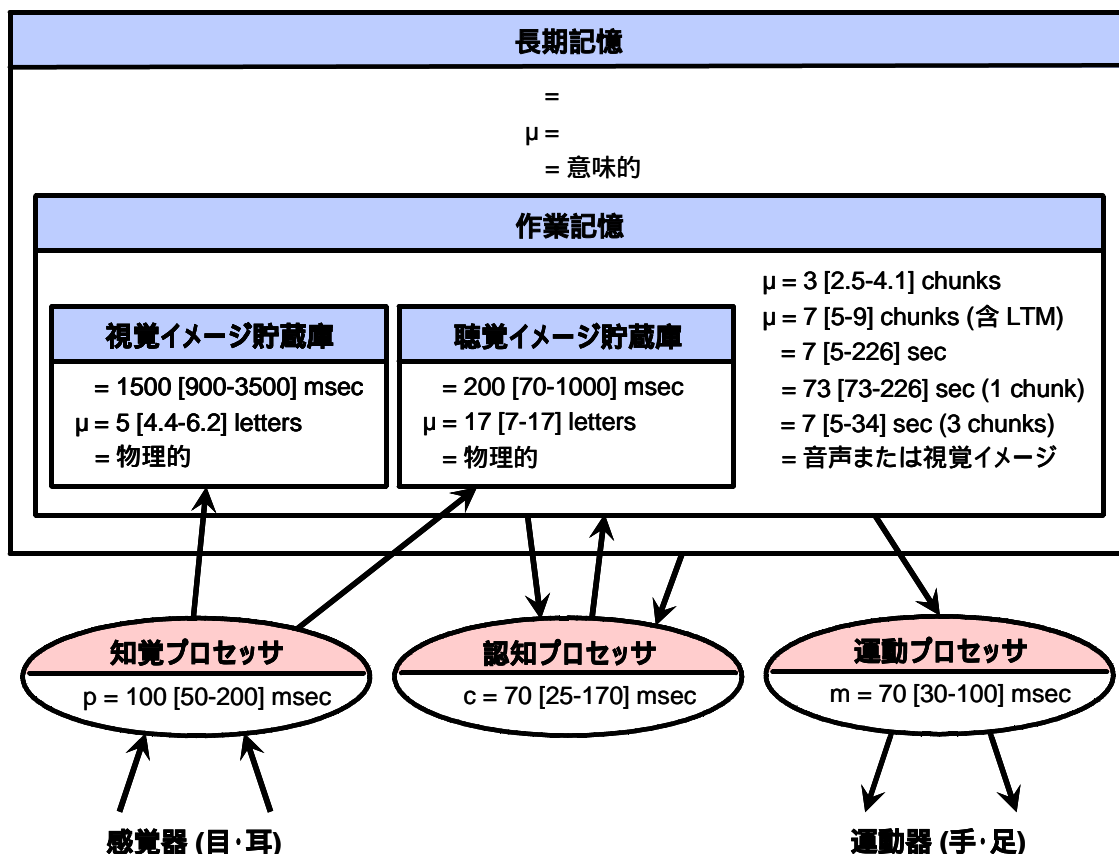 長期記憶
=
μ =
= 意味的
作業記憶
μ = 3 [2.5-4.1] chunks
μ = 7 [5-9] chunks (含 LTM)
= 7 [5-226] sec
= 73 [73-226] sec (1 chunk)
= 7 [5-34] sec (3 chunks)
= 音声または視覚イメージ
視覚イメージ貯蔵庫
= 1500 [900-3500] msec
μ = 5 [4.4-6.2] letters
= 物理的
聴覚イメージ貯蔵庫
= 200 [70-1000] msec
μ = 17 [7-17] letters
= 物理的
知覚プロセッサ
p = 100 [50-200] msec
認知プロセッサ
c = 70 [25-170] msec
運動プロセッサ
m = 70 [30-100] msec
感覚器 (目・耳)
運動器 (手・足)